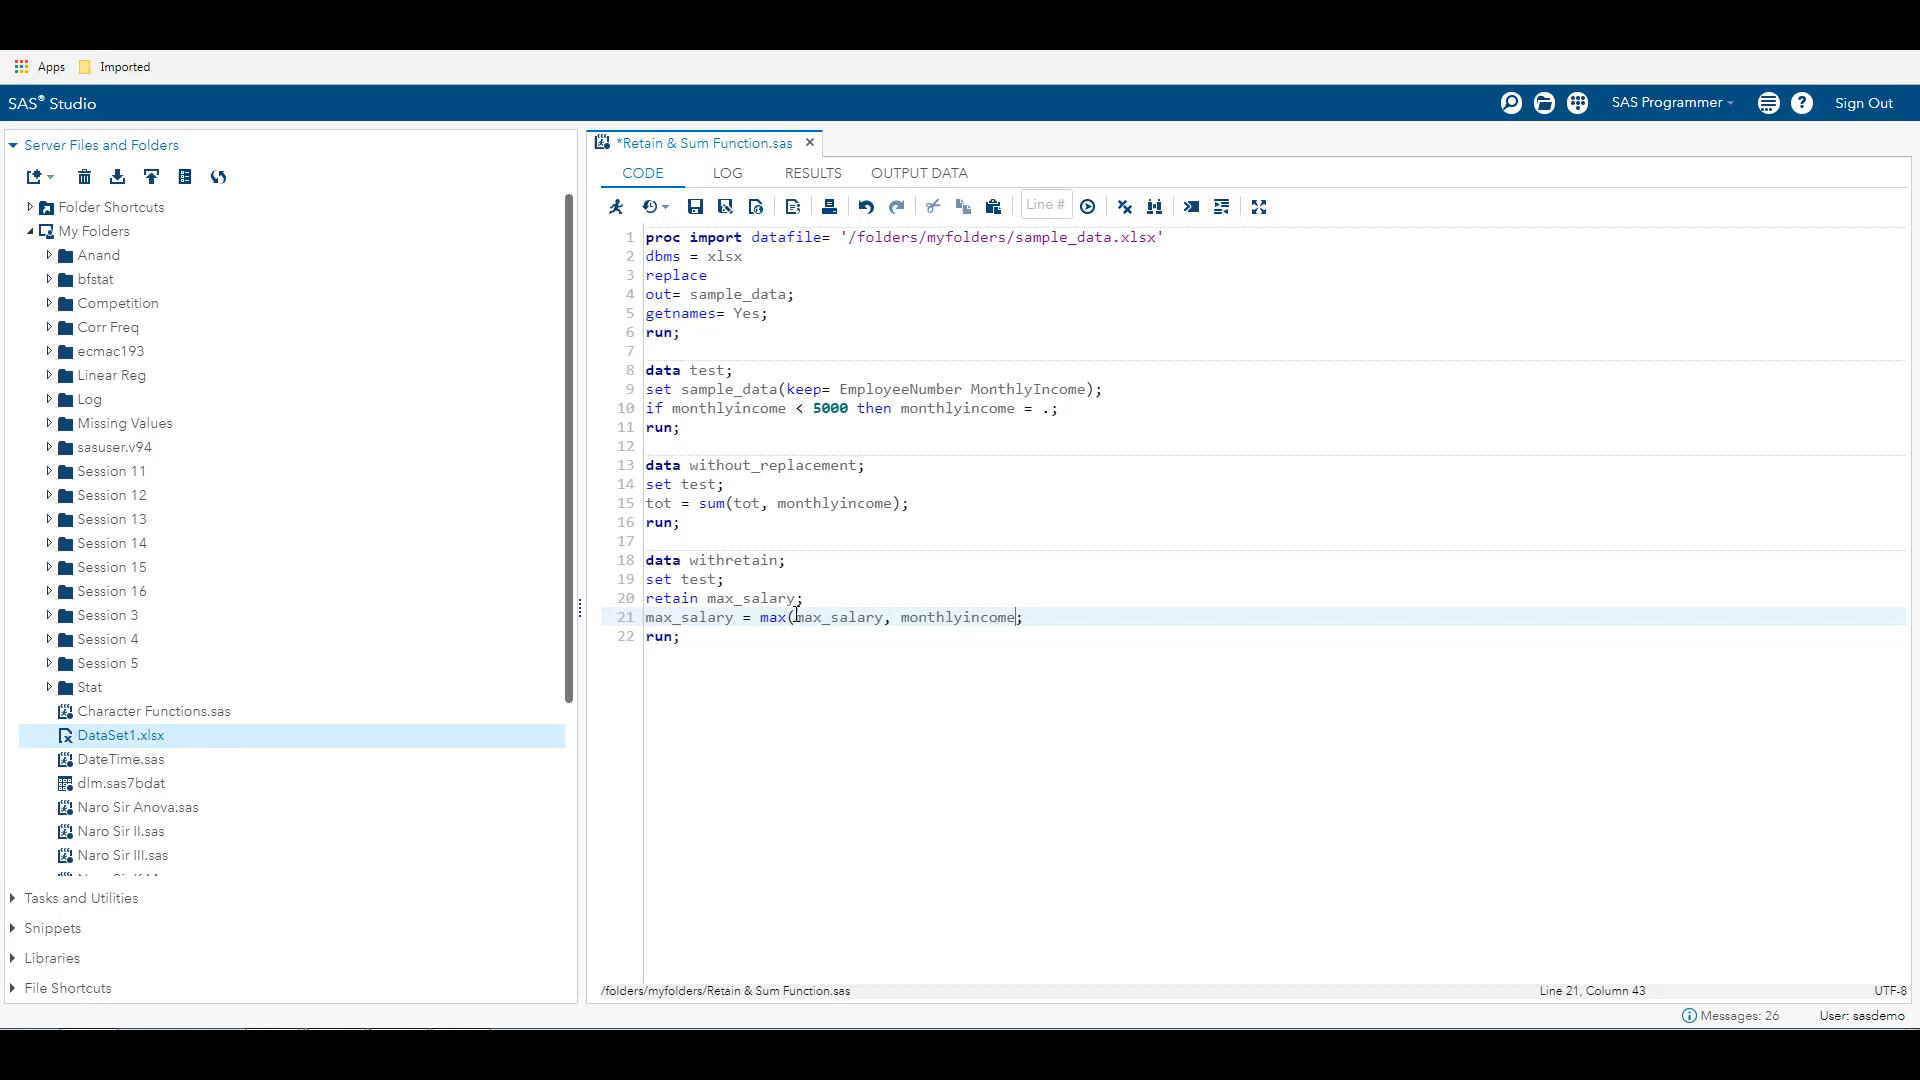 Apps Imported
SAS® Studio
SAS Programmer
Sign Out
Server Files and Folders
*Retain & Sum Function.sas
CODE LOG RESULTS OUTPUT DATA
Line #
Folder Shortcuts
My Folders
Anand
bfstat
Competition
Corr Freq
ecmac193
Linear Reg
Log
Missing Values
sasuser.v94
Session 11
Session 12
Session 13
Session 14
Session 15
Session 16
Session 3
Session 4
Session 5
Stat
Character Functions.sas
DataSet1.xlsx
DateTime.sas
dlm.sas7bdat
Naro Sir Anova.sas
Naro Sir II.sas
Naro Sir III.sas
Tasks and Utilities
Snippets
Libraries
File Shortcuts
1 proc import datafile= '/folders/myfolders/sample_data.xlsx'
2 dbms = xlsx
3 replace
4 out= sample_data;
5 getnames= Yes;
6 run;
7
8 data test;
9 set sample_data(keep= EmployeeNumber MonthlyIncome);
10 if monthlyincome < 5000 then monthlyincome = .;
11 run;
12
13 data without_replacement;
14 set test;
15 tot = sum(tot, monthlyincome);
16 run;
17
18 data withretain;
19 set test;
20 retain max_salary;
21 max_salary = max(max_salary, monthlyincome;
22 run;
/folders/myfolders/Retain & Sum Function.sas
Line 21, Column 43
UTF-8
Messages: 26
User: sasdemo